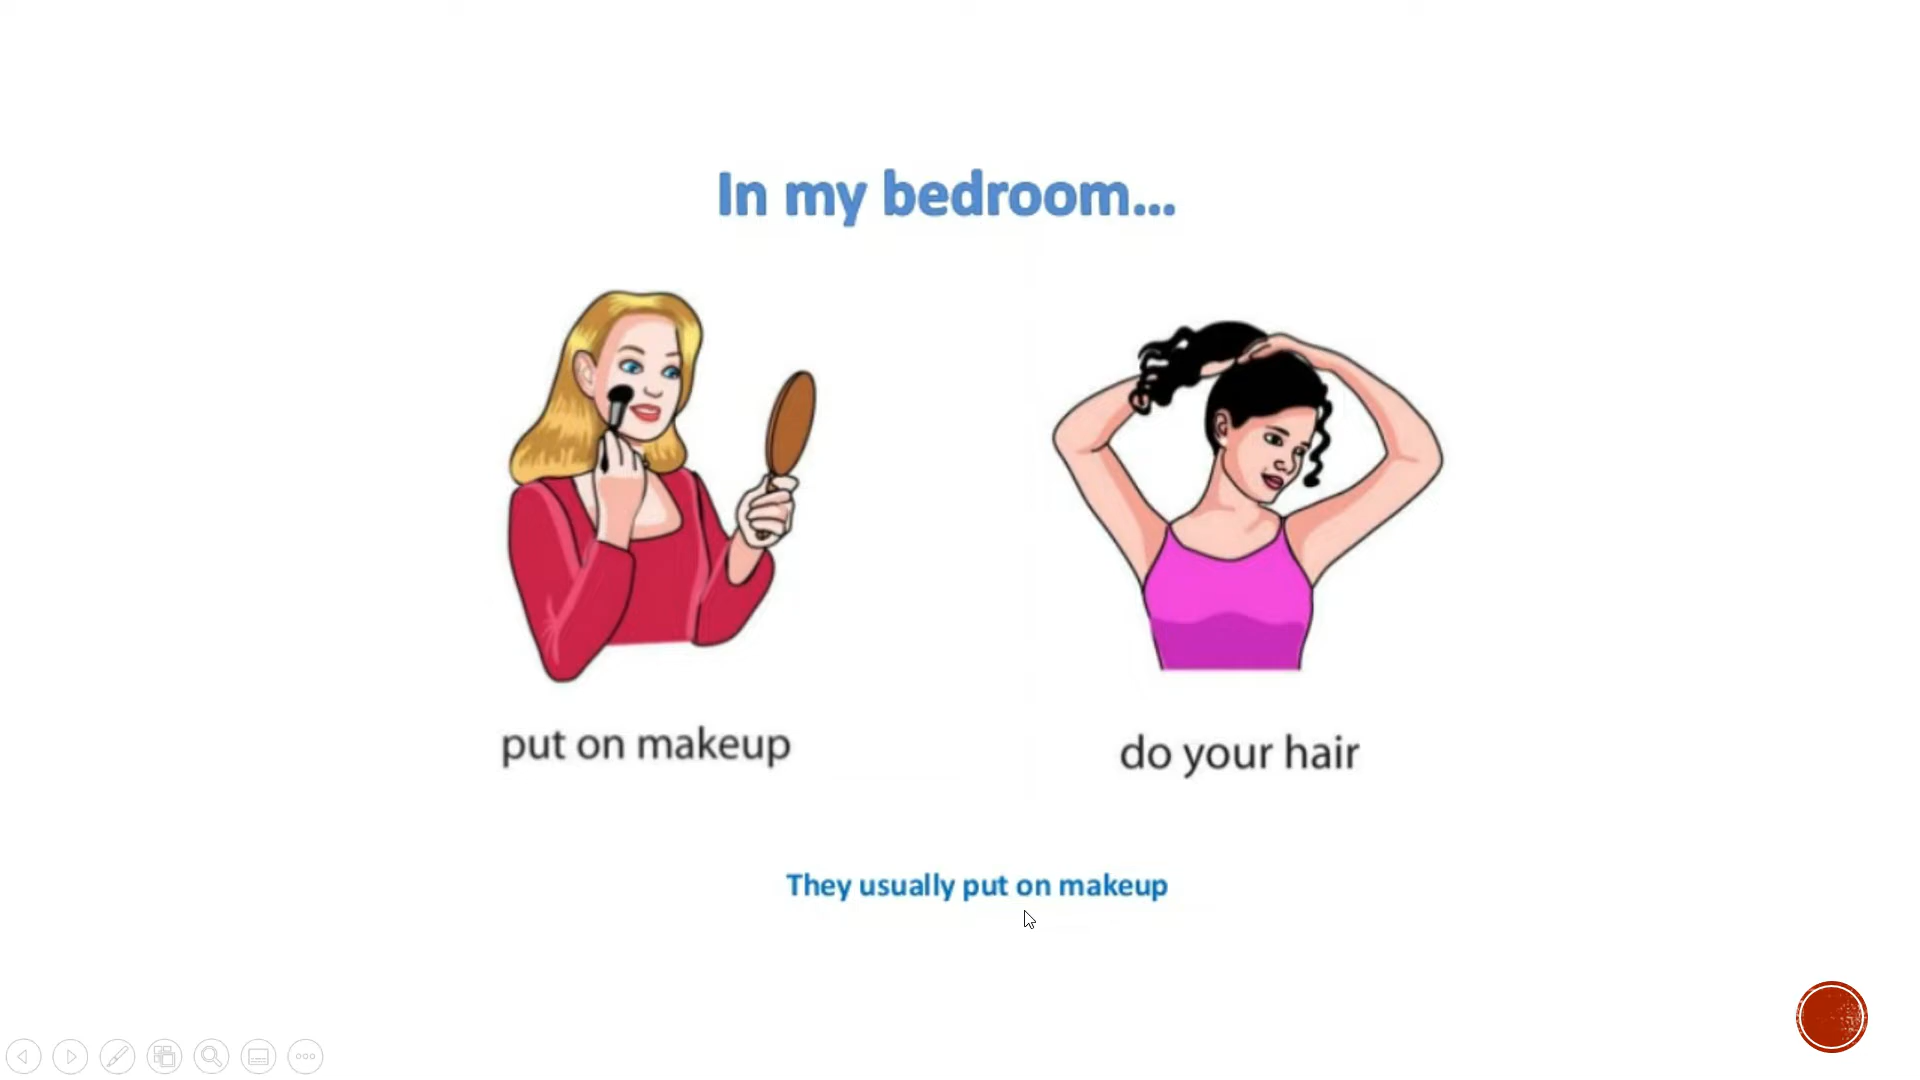 In my bedroom...
put on makeup
do your hair
They usually put on makeup